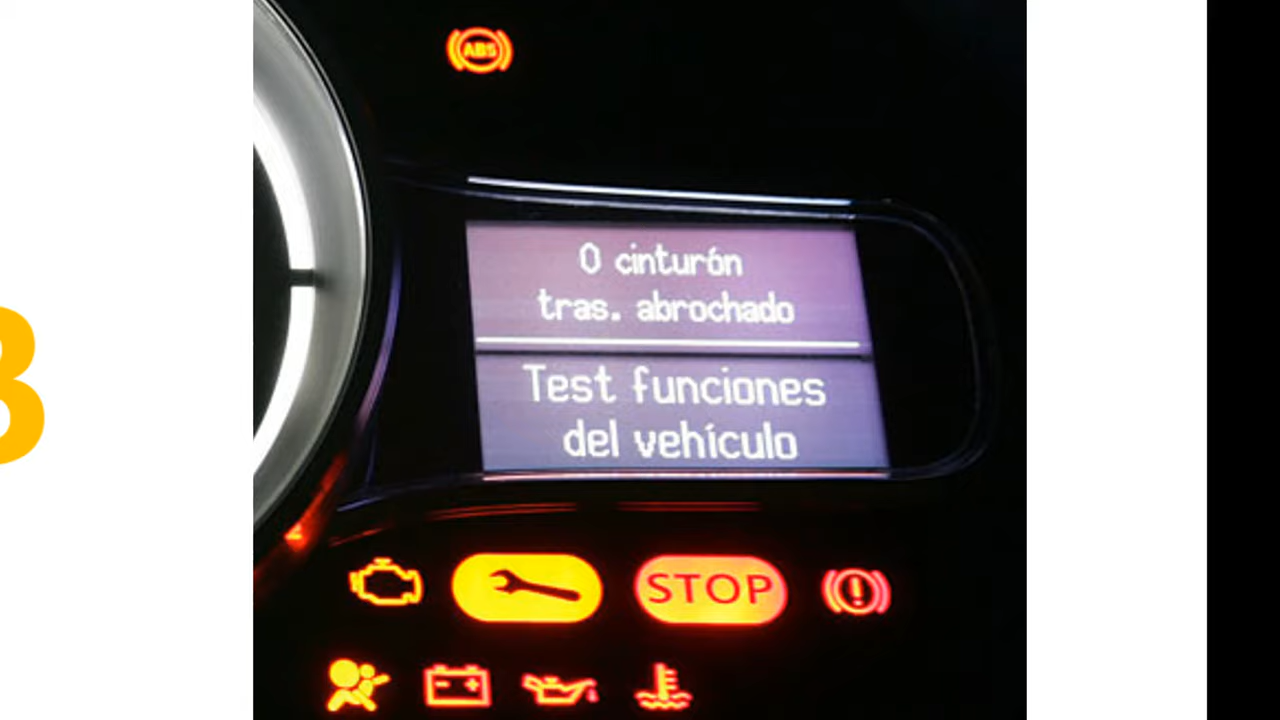 ABS
0 cinturón
tras. abrochado
Test funciones
del vehículo
STOP